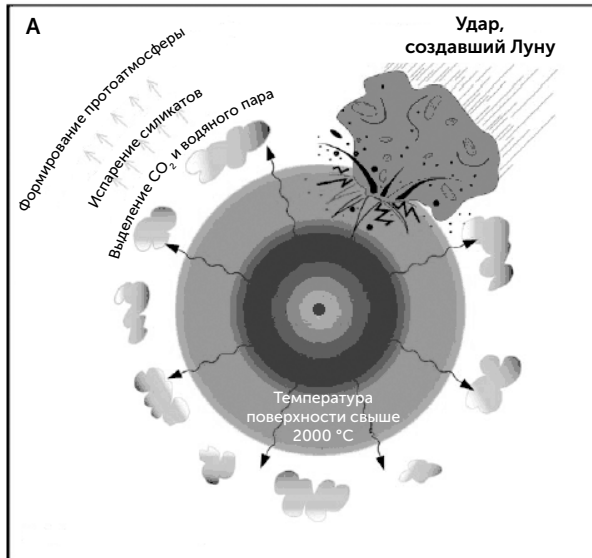 А
Удар,
создавший Луну
Формирование протоатмосферы
Испарение силикатов
Выделение CO₂ и водяного пара
Температура
поверхности свыше
2000 °C